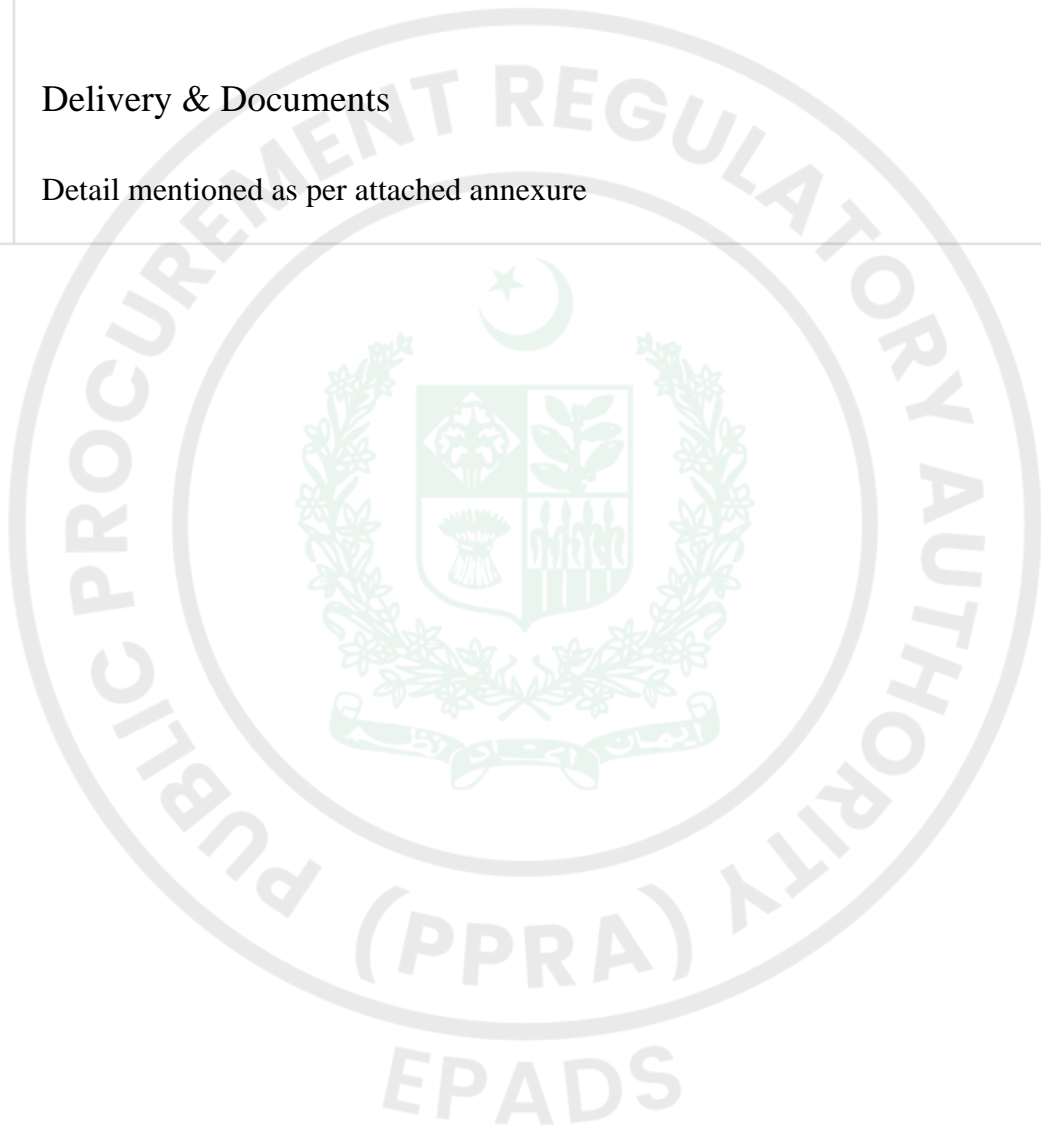 Delivery & Documents
Detail mentioned as per attached annexure
PUBLIC PROCUREMENT REGULATORY AUTHORITY
(PPRA)
EPADS